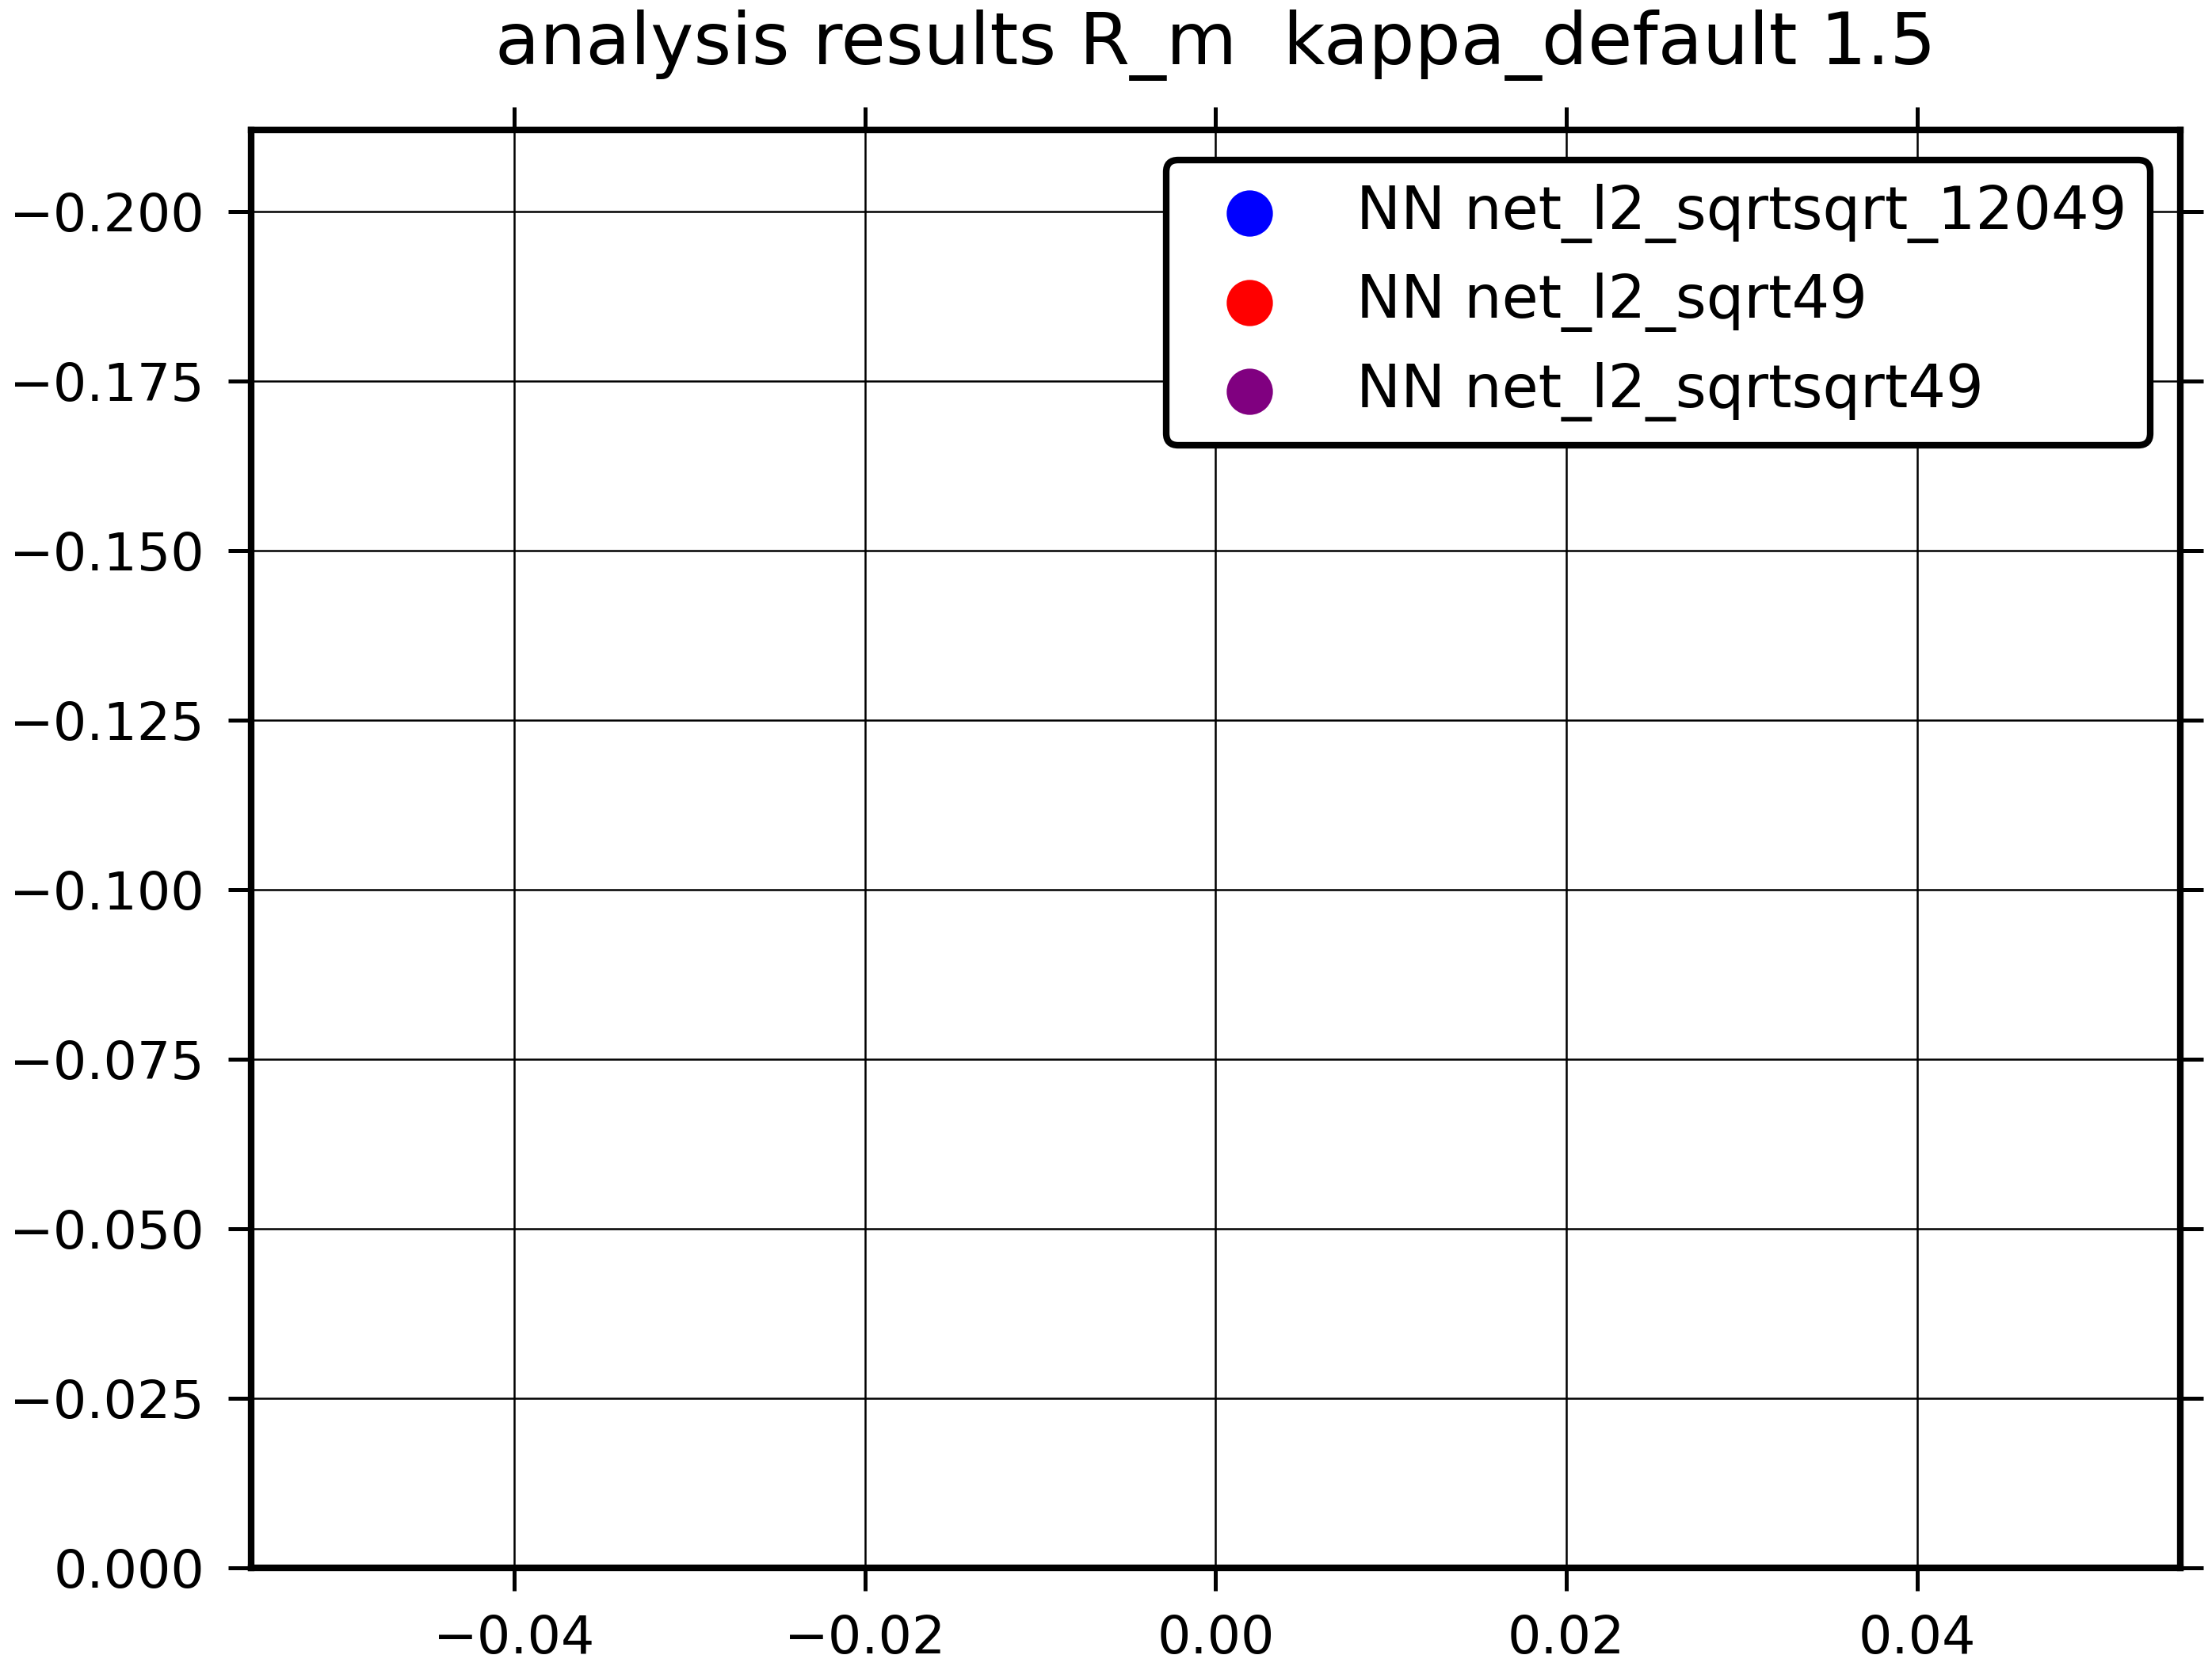 analysis results R_m  kappa_default 1.5
NN net_l2_sqrtsqrt_12049
NN net_l2_sqrt49
NN net_l2_sqrtsqrt49
−0.200
−0.175
−0.150
−0.125
−0.100
−0.075
−0.050
−0.025
0.000
−0.04 −0.02 0.00 0.02 0.04